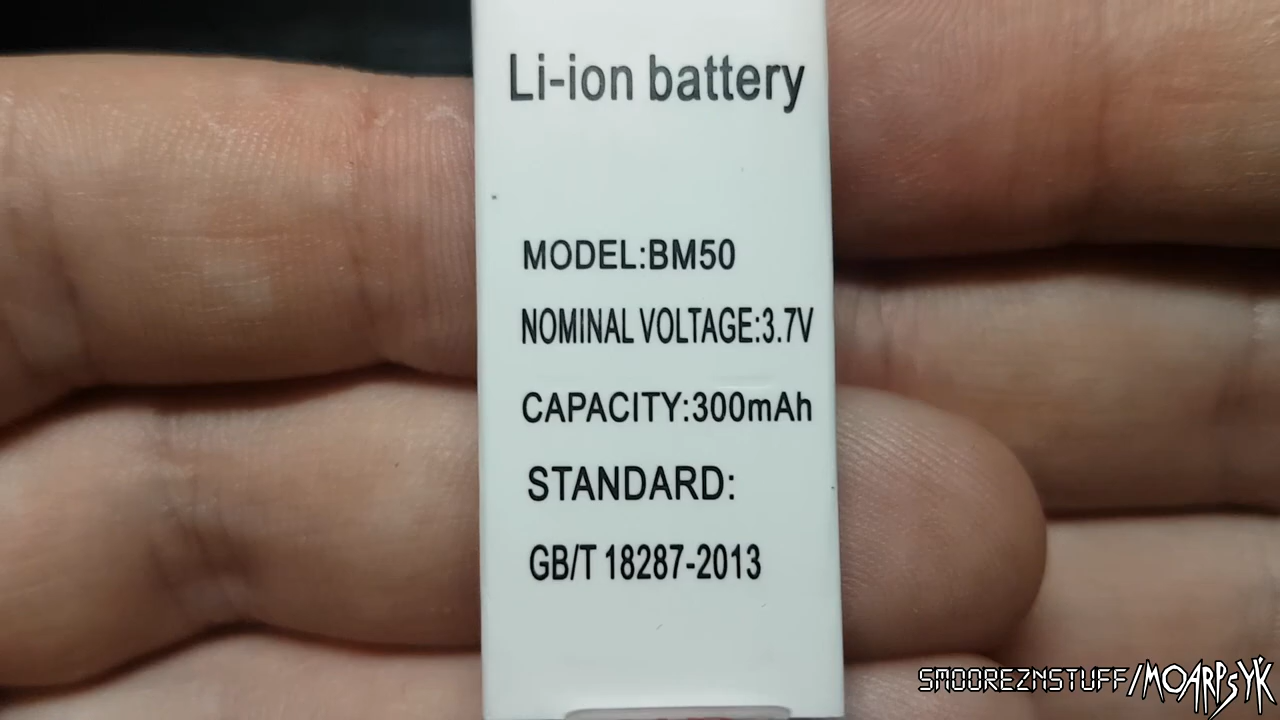 Li-ion battery
MODEL:BM50
NOMINAL VOLTAGE:3.7V
CAPACITY:300mAh
STANDARD:
GB/T 18287-2013
SMOOREZNSTUFF/MOARPSYK